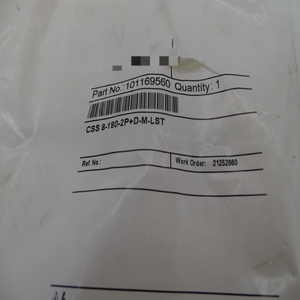 Part No.: 101169560 Quantity: 1
CSS 8-180-2P+D-M-LST
Ref No.:
Work Order: 21252860